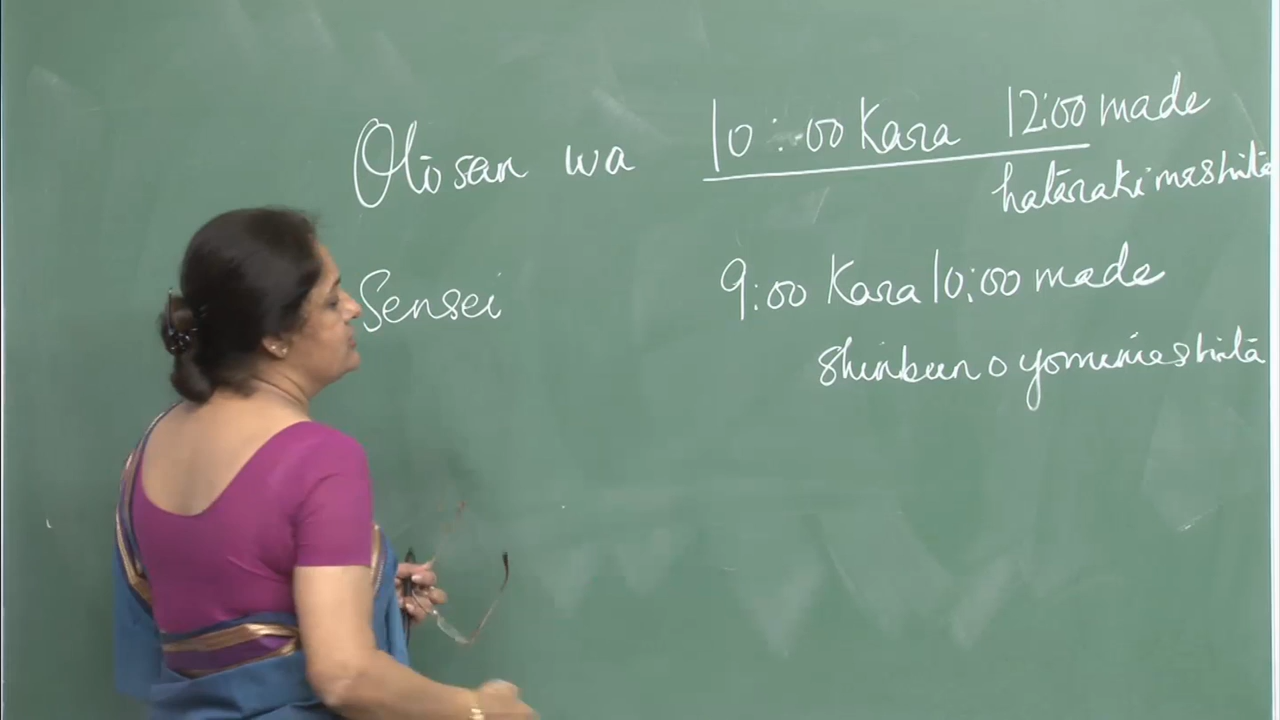 Otōsan wa 10:00 kara 12:00 made
hatarakimashita
Sensei 9:00 kara 10:00 made
shinbun o yomimashita